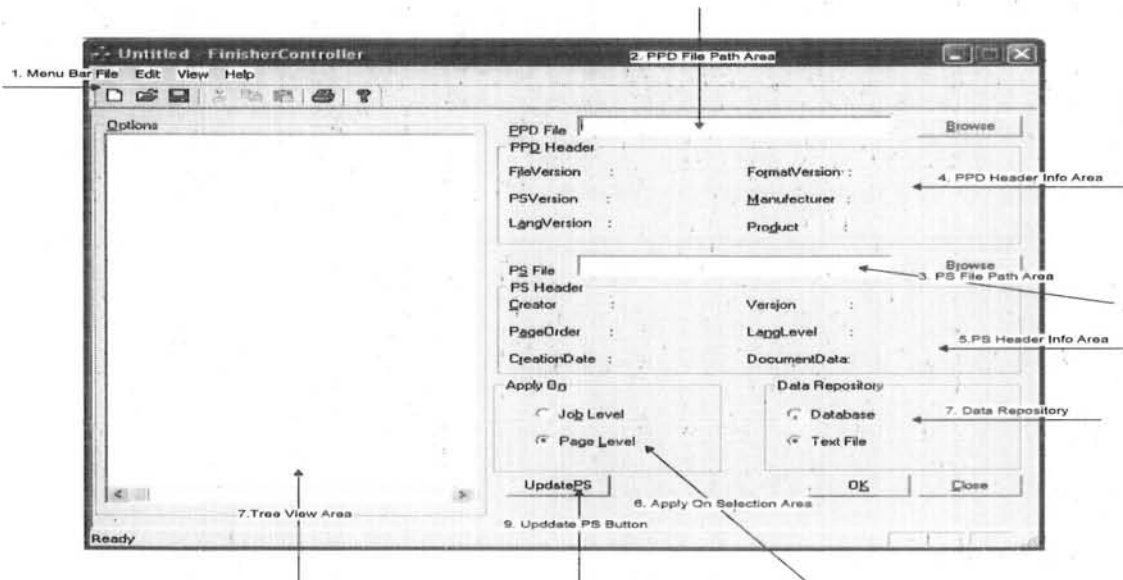 Untitled - FinisherController
2. PPD File Path Area
1. Menu Bar
File Edit View Help
Options
PPD File
Browse
PPD Header
FileVersion :
FormatVersion :
4. PPD Header Info Area
PSVersion :
Manufecturer :
LangVersion :
Product :
PS File
Browse
3. PS File Path Area
PS Header
Creator :
Version :
PageOrder :
LangLevel :
5.PS Header Info Area
CreationDate :
DocumentData:
Apply On
Data Repository
Job Level
Database
7. Data Repository
Page Level
Text File
UpdatePS
OK
Close
6. Apply On Selection Area
7.Tree View Area
9. Upddate PS Button
Ready